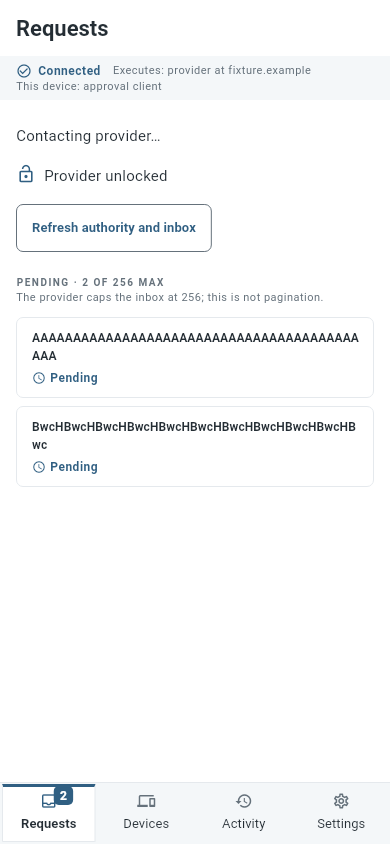 Requests
Connected Executes: provider at fixture.example
This device: approval client
Contacting provider…
Provider unlocked
Refresh authority and inbox
PENDING · 2 OF 256 MAX
The provider caps the inbox at 256; this is not pagination.
AAAAAAAAAAAAAAAAAAAAAAAAAAAAAAAAAAAAAAAA
AAA
Pending
BwcHBwcHBwcHBwcHBwcHBwcHBwcHBwcHBwcHBwcHB
wc
Pending
2
Requests Devices Activity Settings